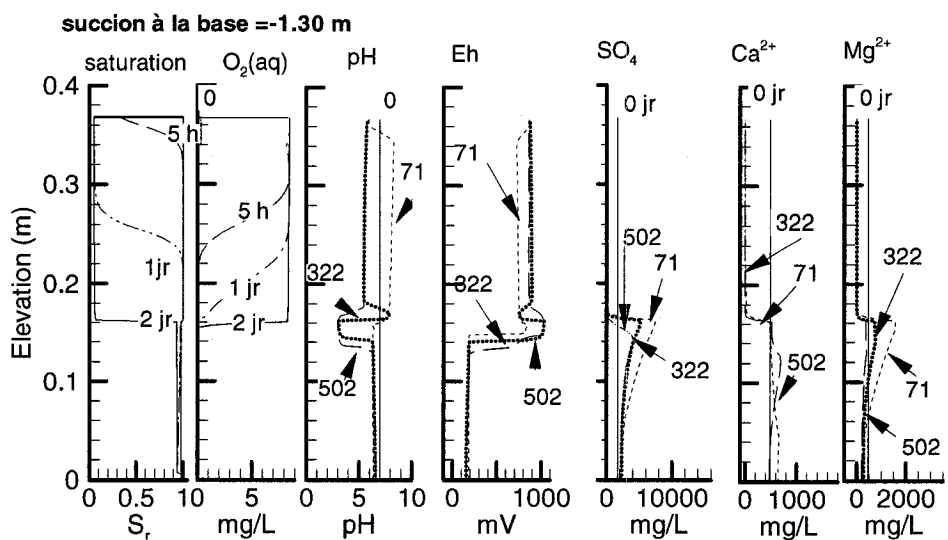 succion à la base =-1.30 m
saturation O₂(aq) pH Eh SO₄ Ca²⁺ Mg²⁺
0.4 0 0 0 jr 0 jr 0 jr
5 h 71 71
0.3
5 h 322 322
1 jr 502 71
322 71
0.2 1 jr
2 jr 2 jr 322
322
502 71
0.1 502 502
502
0
0 0.5 1 0 5 0 5 10 0 1000 0 10000 0 1000 0 2000
Sᵣ mg/L pH mV mg/L mg/L mg/L
Elevation (m)